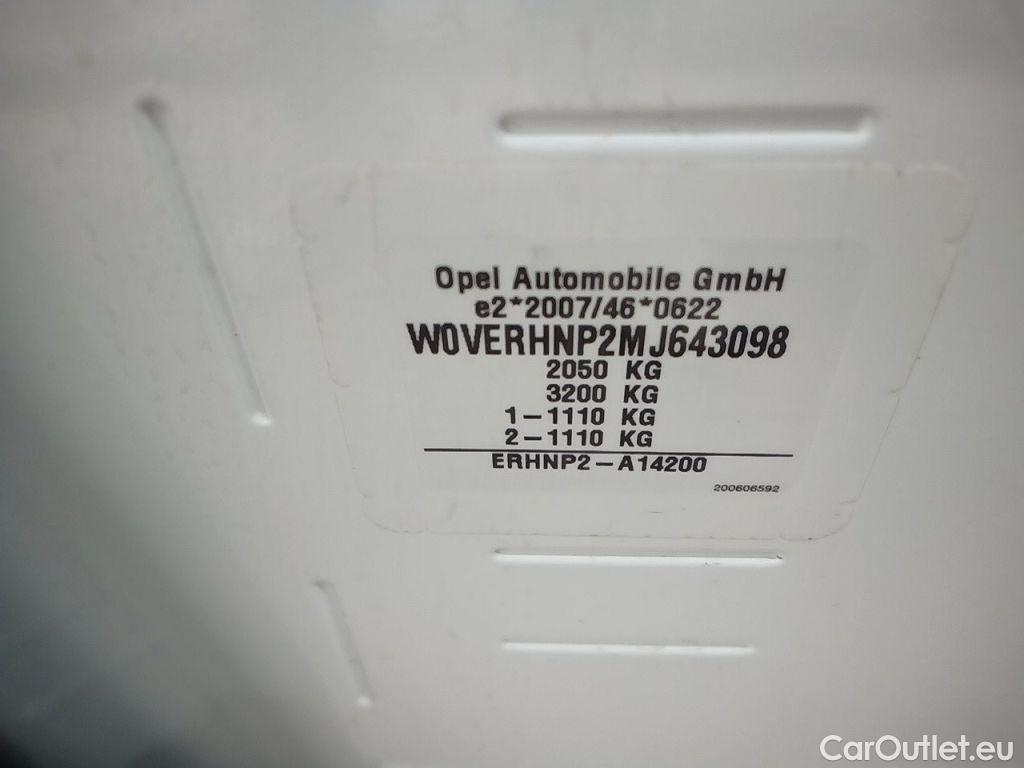 Opel Automobile GmbH
e2*2007/46*0622
W0VERHNP2MJ643098
2050 KG
3200 KG
1-1110 KG
2-1110 KG
ERHNP2-A14200
200606592
CarOutlet.eu